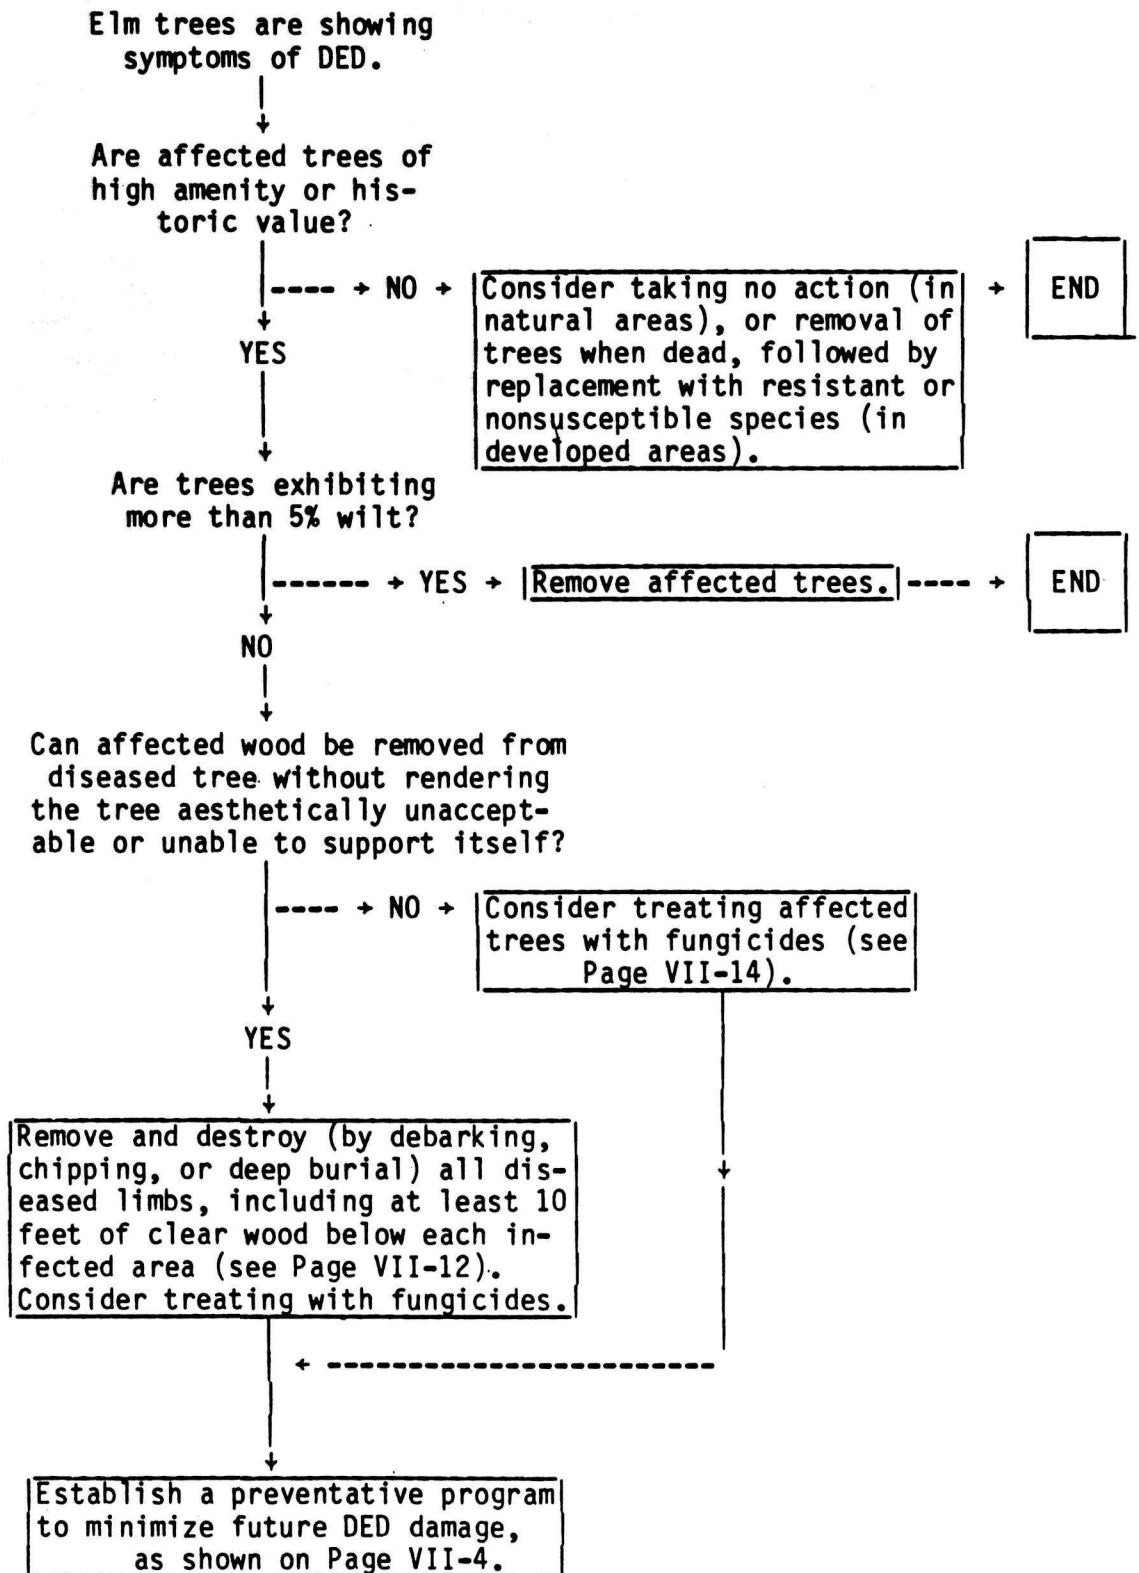 Elm trees are showing
symptoms of DED.
Are affected trees of
high amenity or his-
toric value?
NO
Consider taking no action (in
natural areas), or removal of
trees when dead, followed by
replacement with resistant or
nonsusceptible species (in
developed areas).
END
YES
Are trees exhibiting
more than 5% wilt?
YES
Remove affected trees.
END
NO
Can affected wood be removed from
diseased tree without rendering
the tree aesthetically unaccept-
able or unable to support itself?
NO
Consider treating affected
trees with fungicides (see
Page VII-14).
YES
Remove and destroy (by debarking,
chipping, or deep burial) all dis-
eased limbs, including at least 10
feet of clear wood below each in-
fected area (see Page VII-12).
Consider treating with fungicides.
Establish a preventative program
to minimize future DED damage,
as shown on Page VII-4.